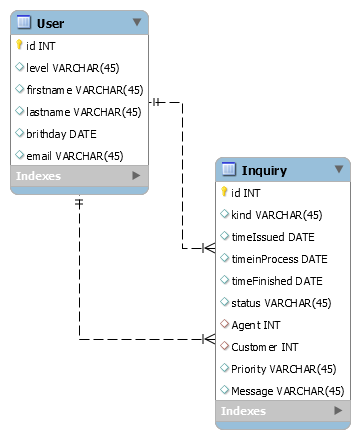 User
id INT
level VARCHAR(45)
firstname VARCHAR(45)
lastname VARCHAR(45)
brithday DATE
email VARCHAR(45)
Indexes
Inquiry
id INT
kind VARCHAR(45)
timeIssued DATE
timeinProcess DATE
timeFinished DATE
status VARCHAR(45)
Agent INT
Customer INT
Priority VARCHAR(45)
Message VARCHAR(45)
Indexes